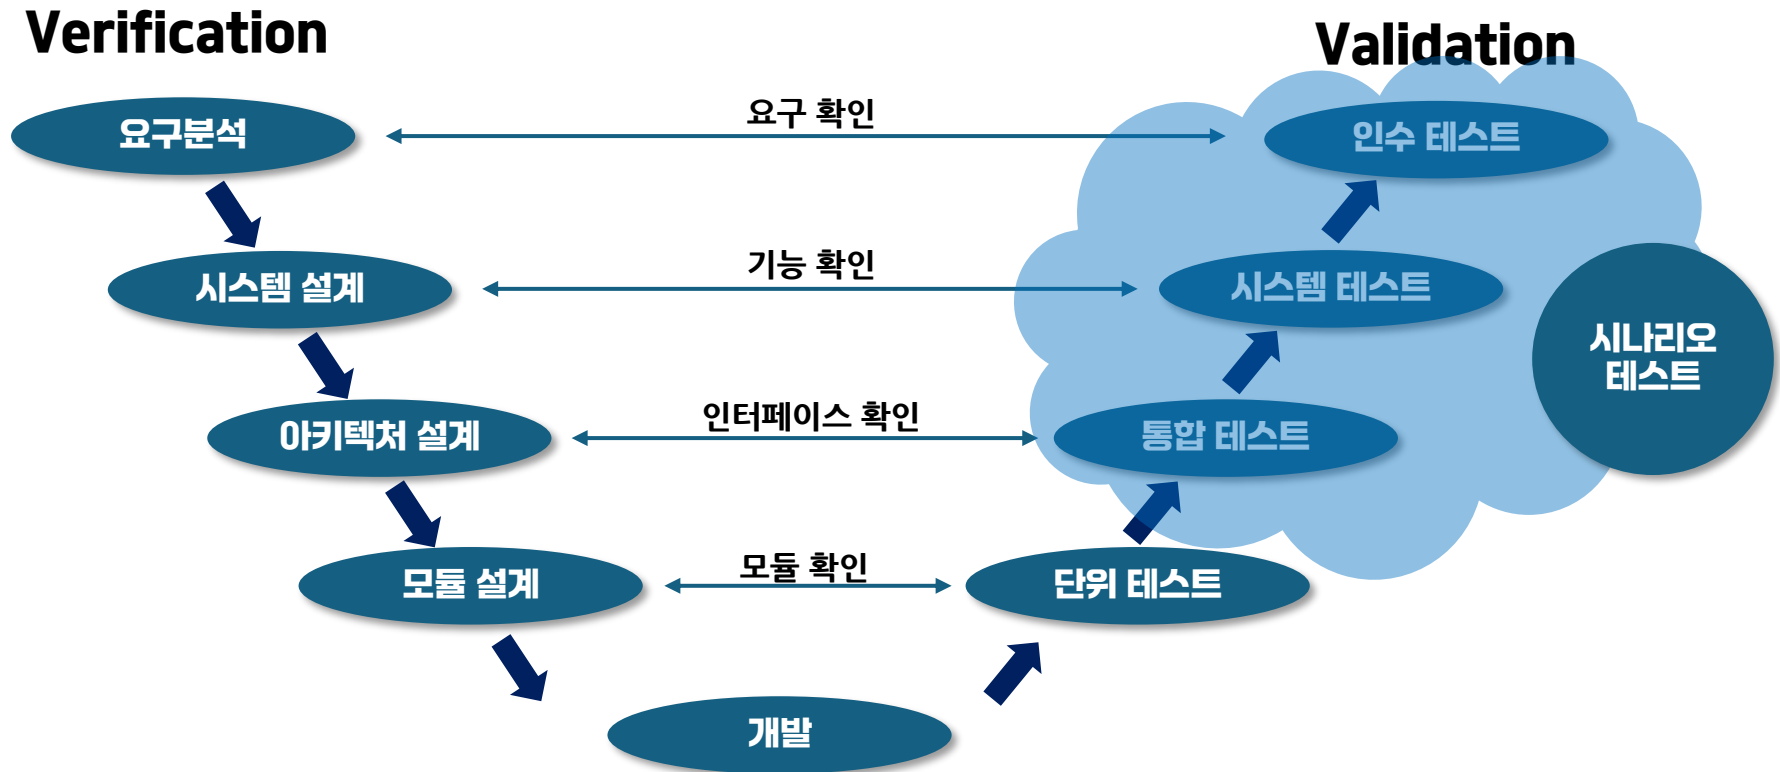 Verification
Validation
요구분석
요구 확인
인수 테스트
시스템 설계
기능 확인
시스템 테스트
시나리오
테스트
아키텍처 설계
인터페이스 확인
통합 테스트
모듈 설계
모듈 확인
단위 테스트
개발